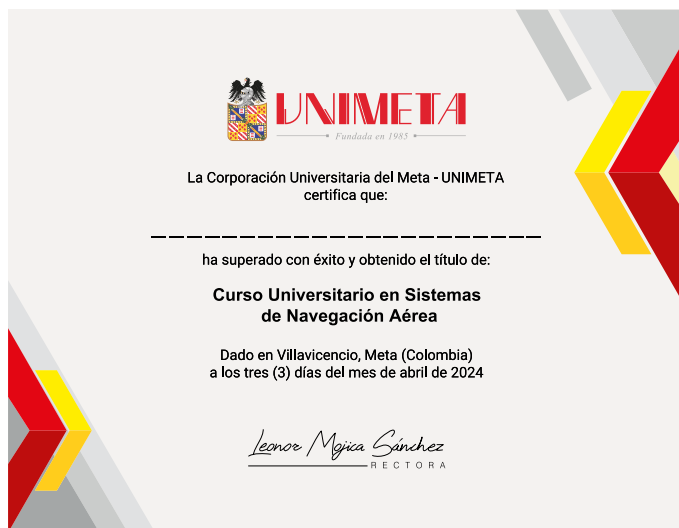 UNIMETA
Fundada en 1985
La Corporación Universitaria del Meta - UNIMETA
certifica que:
ha superado con éxito y obtenido el título de:
Curso Universitario en Sistemas
de Navegación Aérea
Dado en Villavicencio, Meta (Colombia)
a los tres (3) días del mes de abril de 2024
Leonor Mojica Sánchez
RECTORA